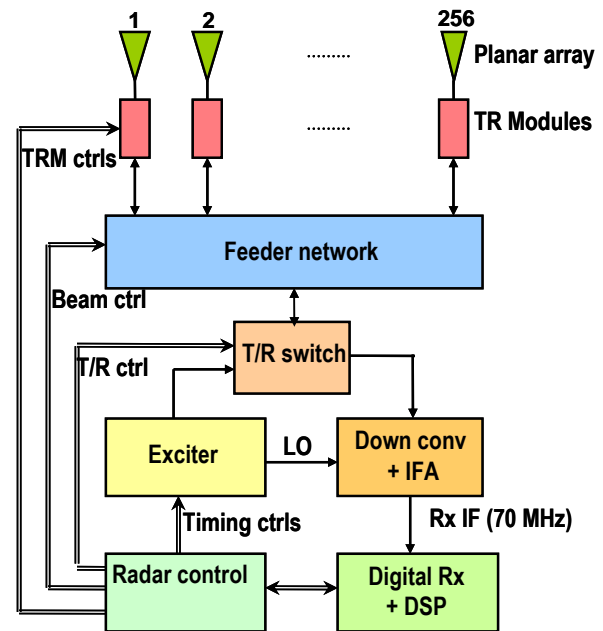 1 2 256
......... Planar array
......... TR Modules
TRM ctrls
Feeder network
Beam ctrl
T/R switch
T/R ctrl
Exciter
LO
Down conv
+ IFA
Timing ctrls
Rx IF (70 MHz)
Radar control
Digital Rx
+ DSP